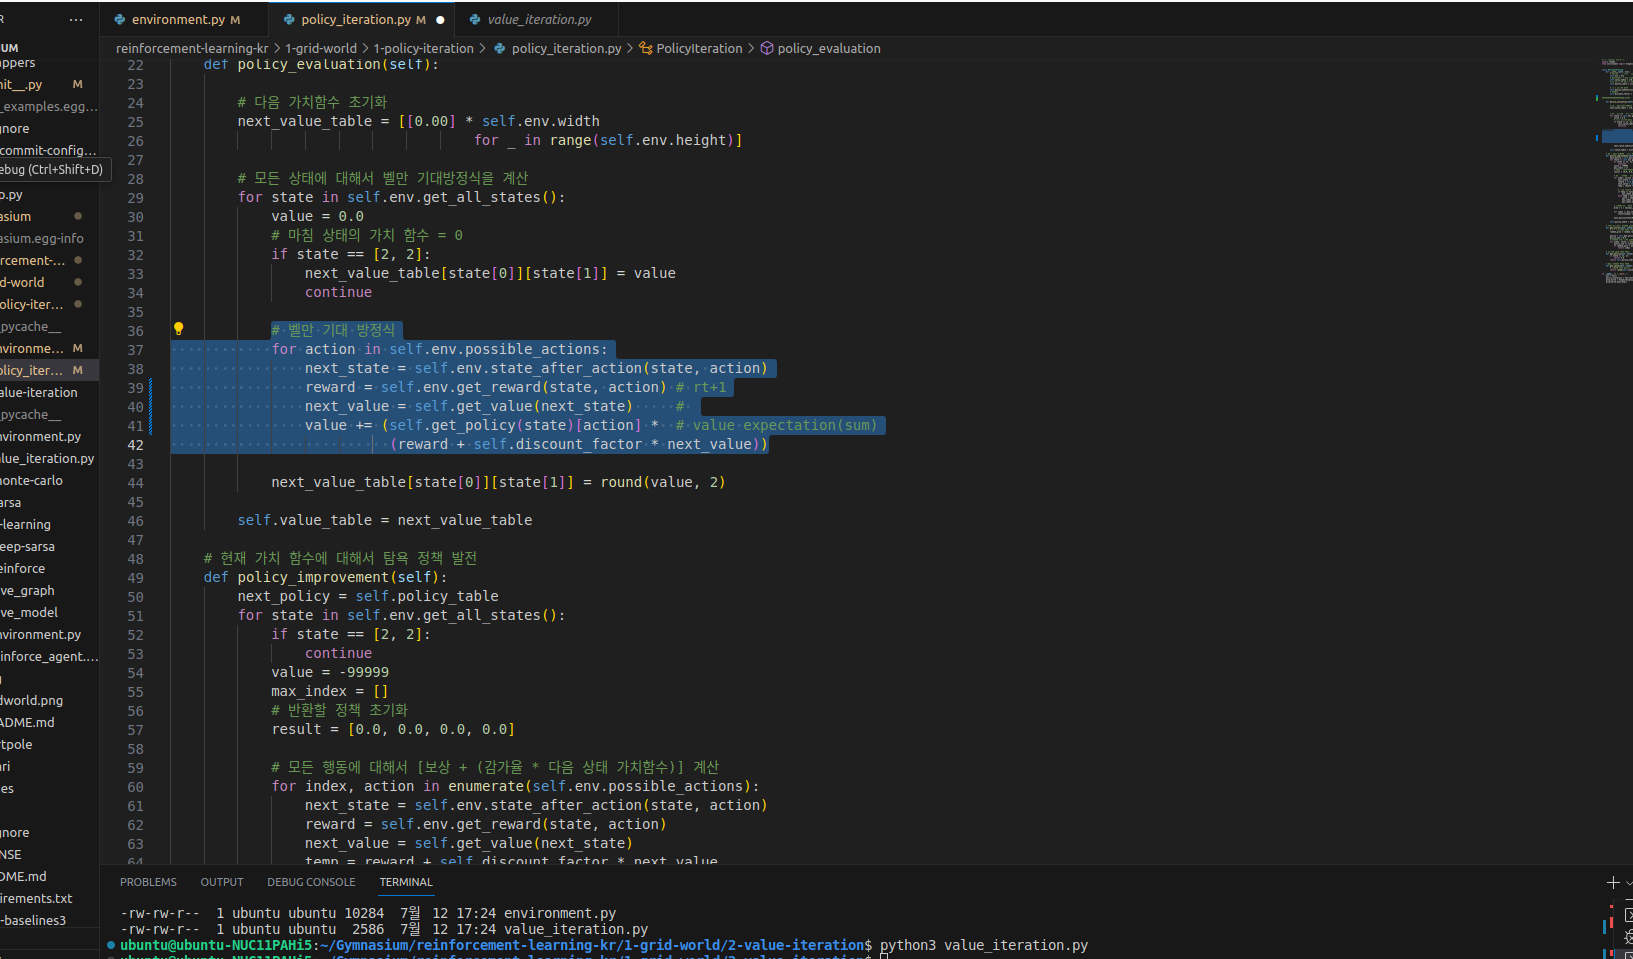 R ··· environment.py M policy_iteration.py M ● value_iteration.py
UM reinforcement-learning-kr > 1-grid-world > 1-policy-iteration > policy_iteration.py > PolicyIteration > policy_evaluation
appers
nit__.py M
_examples.egg...
gnore
commit-config...
ebug (Ctrl+Shift+D)
o.py
asium
asium.egg-info
rcement-...
d-world
olicy-iter...
pycache__
nvironme... M
olicy_iter... M
alue-iteration
pycache__
nvironment.py
lue_iteration.py
onte-carlo
arsa
-learning
eep-sarsa
einforce
ve_graph
ve_model
nvironment.py
inforce_agent....
dworld.png
ADME.md
tpole
ri
es
gnore
NSE
DME.md
irements.txt
-baselines3
22 def policy_evaluation(self):
23
24 # 다음 가치함수 초기화
25 next_value_table = [[0.00] * self.env.width
26 for _ in range(self.env.height)]
27
28 # 모든 상태에 대해서 벨만 기대방정식을 계산
29 for state in self.env.get_all_states():
30 value = 0.0
31 # 마침 상태의 가치 함수 = 0
32 if state == [2, 2]:
33 next_value_table[state[0]][state[1]] = value
34 continue
35
36 # 벨만 기대 방정식
37 for action in self.env.possible_actions:
38 next_state = self.env.state_after_action(state, action)
39 reward = self.env.get_reward(state, action) # rt+1
40 next_value = self.get_value(next_state) #
41 value += (self.get_policy(state)[action] * # value expectation(sum)
42 (reward + self.discount_factor * next_value))
43
44 next_value_table[state[0]][state[1]] = round(value, 2)
45
46 self.value_table = next_value_table
47
48 # 현재 가치 함수에 대해서 탐욕 정책 발전
49 def policy_improvement(self):
50 next_policy = self.policy_table
51 for state in self.env.get_all_states():
52 if state == [2, 2]:
53 continue
54 value = -99999
55 max_index = []
56 # 반환할 정책 초기화
57 result = [0.0, 0.0, 0.0, 0.0]
58
59 # 모든 행동에 대해서 [보상 + (감가율 * 다음 상태 가치함수)] 계산
60 for index, action in enumerate(self.env.possible_actions):
61 next_state = self.env.state_after_action(state, action)
62 reward = self.env.get_reward(state, action)
63 next_value = self.get_value(next_state)
64 temp = reward + self.discount_factor * next_value
PROBLEMS OUTPUT DEBUG CONSOLE TERMINAL
-rw-rw-r-- 1 ubuntu ubuntu 10284 7월 12 17:24 environment.py
-rw-rw-r-- 1 ubuntu ubuntu 2586 7월 12 17:24 value_iteration.py
ubuntu@ubuntu-NUC11PAHi5:~/Gymnasium/reinforcement-learning-kr/1-grid-world/2-value-iteration$ python3 value_iteration.py
ubuntu@ubuntu-NUC11PAHi5:~/Gymnasium/reinforcement-learning-kr/1-grid-world/2-value-iteration$